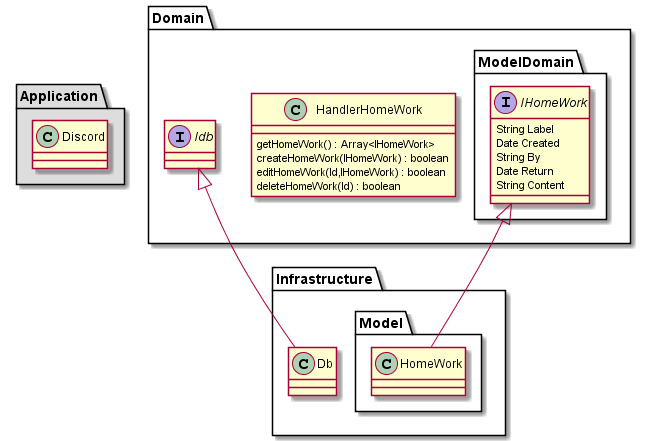 Domain
ModelDomain
Application
I IHomeWork
C HandlerHomeWork
String Label
Date Created
String By
Date Return
String Content
C Discord
I Idb
getHomeWork() : Array<IHomeWork>
createHomeWork(IHomeWork) : boolean
editHomeWork(Id,IHomeWork) : boolean
deleteHomeWork(Id) : boolean
Infrastructure
Model
C Db
C HomeWork